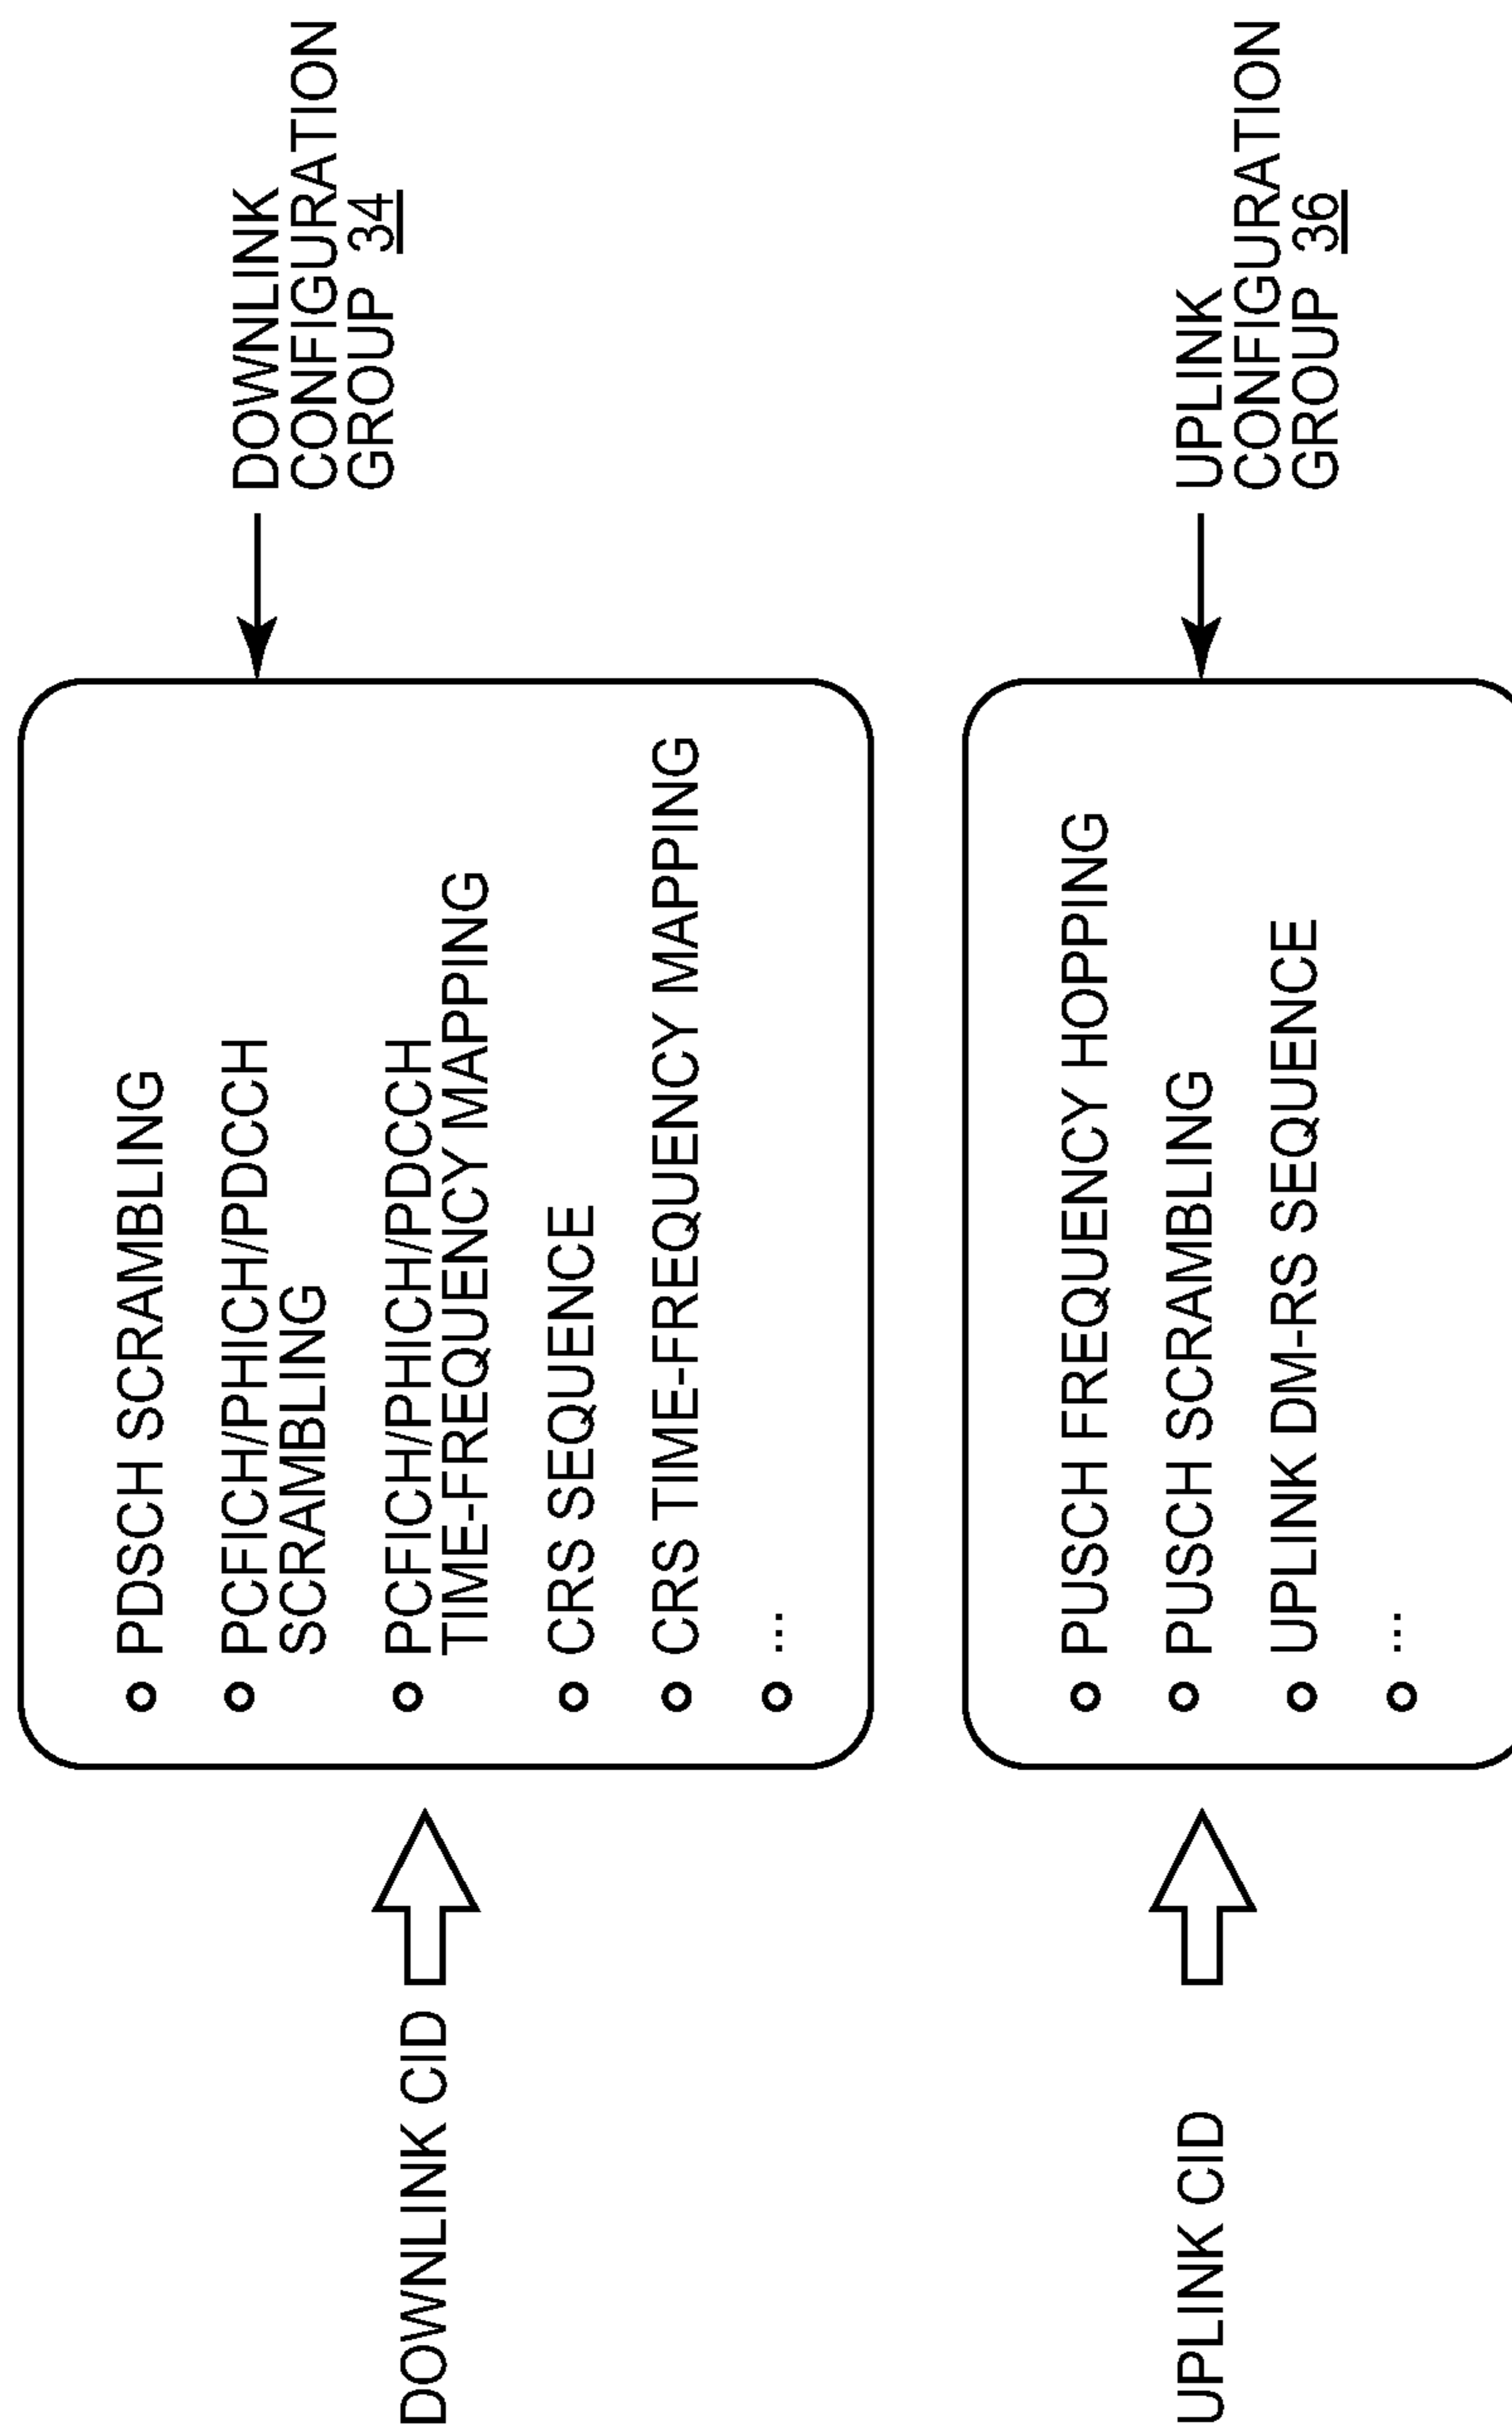 DOWNLINK CID
PDSCH SCRAMBLING
PCFICH/PHICH/PDCCH
SCRAMBLING
PCFICH/PHICH/PDCCH
TIME-FREQUENCY MAPPING
CRS SEQUENCE
CRS TIME-FREQUENCY MAPPING
...
DOWNLINK
CONFIGURATION
GROUP 34
UPLINK CID
PUSCH FREQUENCY HOPPING
PUSCH SCRAMBLING
UPLINK DM-RS SEQUENCE
...
UPLINK
CONFIGURATION
GROUP 36